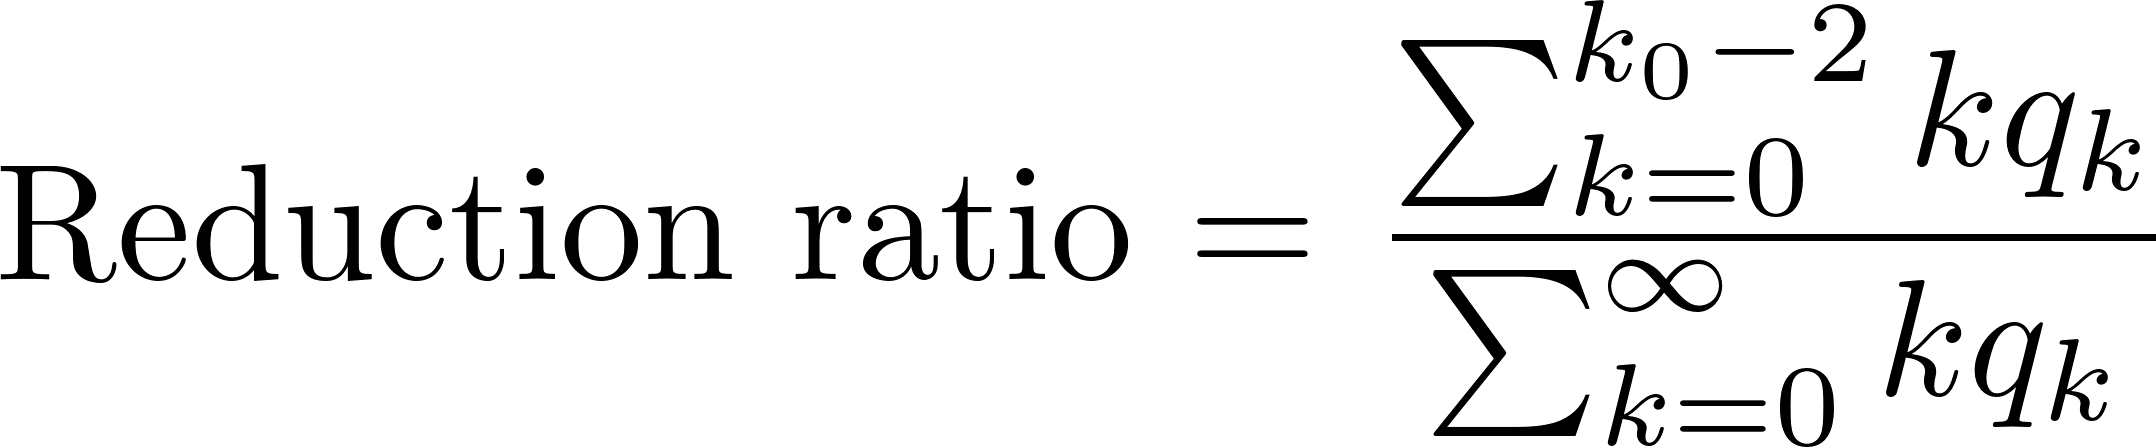 Reduction ratio = \frac{\sum_{k=0}^{k_0-2} kq_k}{\sum_{k=0}^{\infty} kq_k}